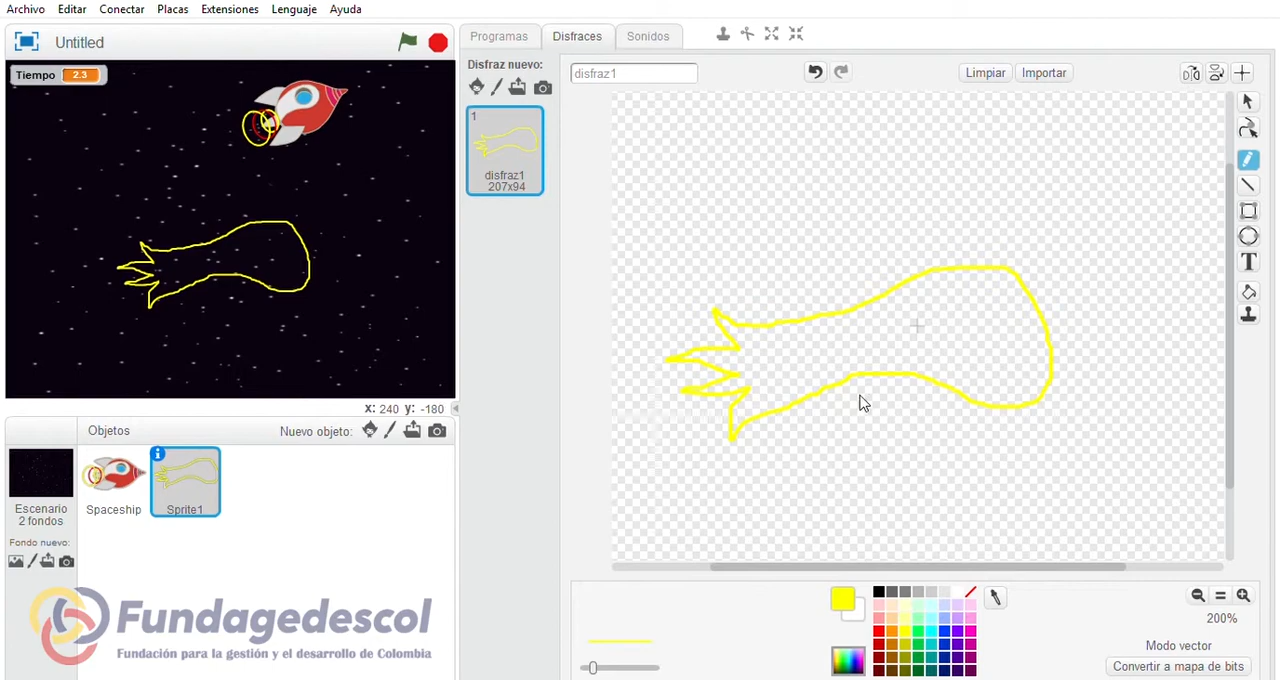 Archivo Editar Conectar Placas Extensiones Lenguaje Ayuda
Untitled
Tiempo 2.3
x: 240 y: -180
Objetos
Nuevo objeto:
Escenario
2 fondos
Fondo nuevo:
Spaceship
Sprite1
Fundagedescol
Fundación para la gestión y el desarrollo de Colombia
Programas Disfraces Sonidos
Disfraz nuevo:
1
disfraz1
207x94
disfraz1
Limpiar Importar
T
200%
Modo vector
Convertir a mapa de bits